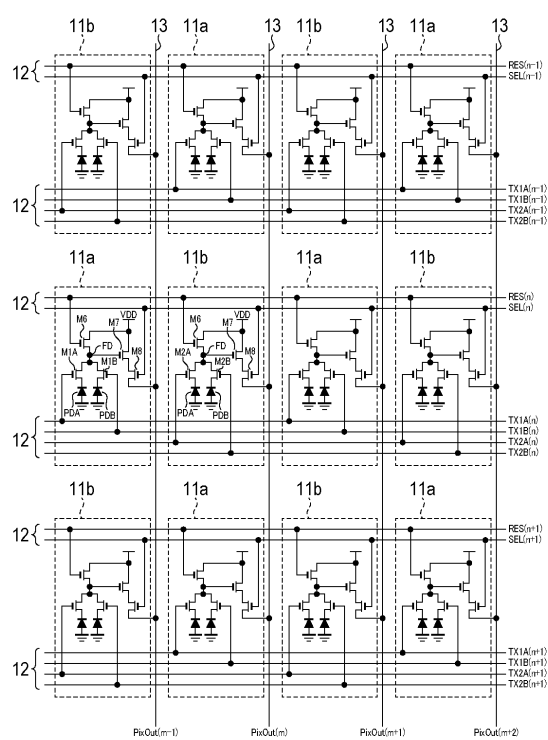 11b 13 11a 13 11b 13 11a 13
12
RES(n-1)
SEL(n-1)
12
TX1A(n-1)
TX1B(n-1)
TX2A(n-1)
TX2B(n-1)
11a 11b 11a 11b
12
RES(n)
SEL(n)
M6 VDD M6 VDD
M7 M7
FD FD
M1A M1B M8 M2A M2B M8
PDA PDB PDA PDB
12
TX1A(n)
TX1B(n)
TX2A(n)
TX2B(n)
11b 11a 11b 11a
12
RES(n+1)
SEL(n+1)
12
TX1A(n+1)
TX1B(n+1)
TX2A(n+1)
TX2B(n+1)
PixOut(m-1) PixOut(m) PixOut(m+1) PixOut(m+2)